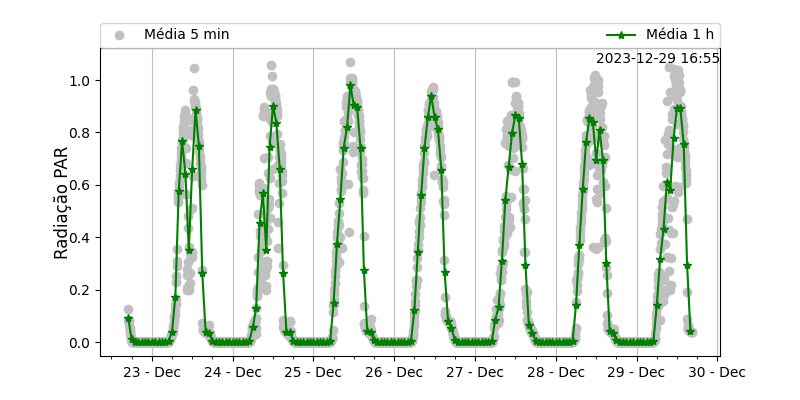 Média 5 min
Média 1 h
2023-12-29 16:55
Radiação PAR
1.0
0.8
0.6
0.4
0.2
0.0
23 - Dec
24 - Dec
25 - Dec
26 - Dec
27 - Dec
28 - Dec
29 - Dec
30 - Dec